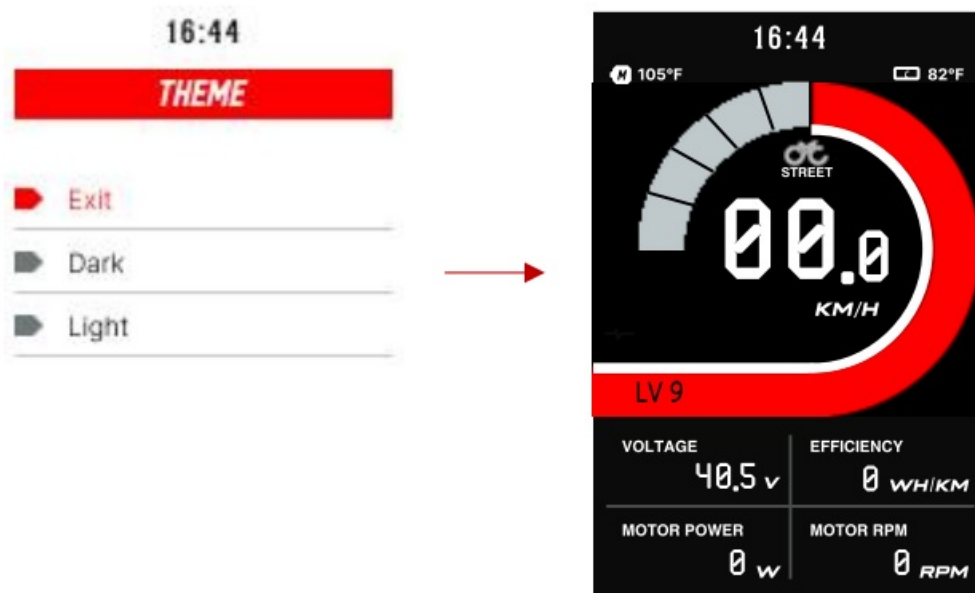 16:44
THEME
Exit
Dark
Light
16:44
M 105°F 82°F
dt
STREET
00.0
KM/H
LV 9
VOLTAGE
40.5 V
EFFICIENCY
0 WH/KM
MOTOR POWER
0 W
MOTOR RPM
0 RPM